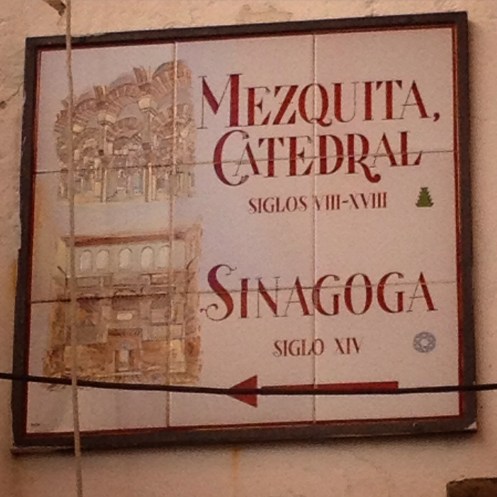 MEZQUITA,
CATEDRAL
SIGLOS VIII-XVIII
SINAGOGA
SIGLO XIV